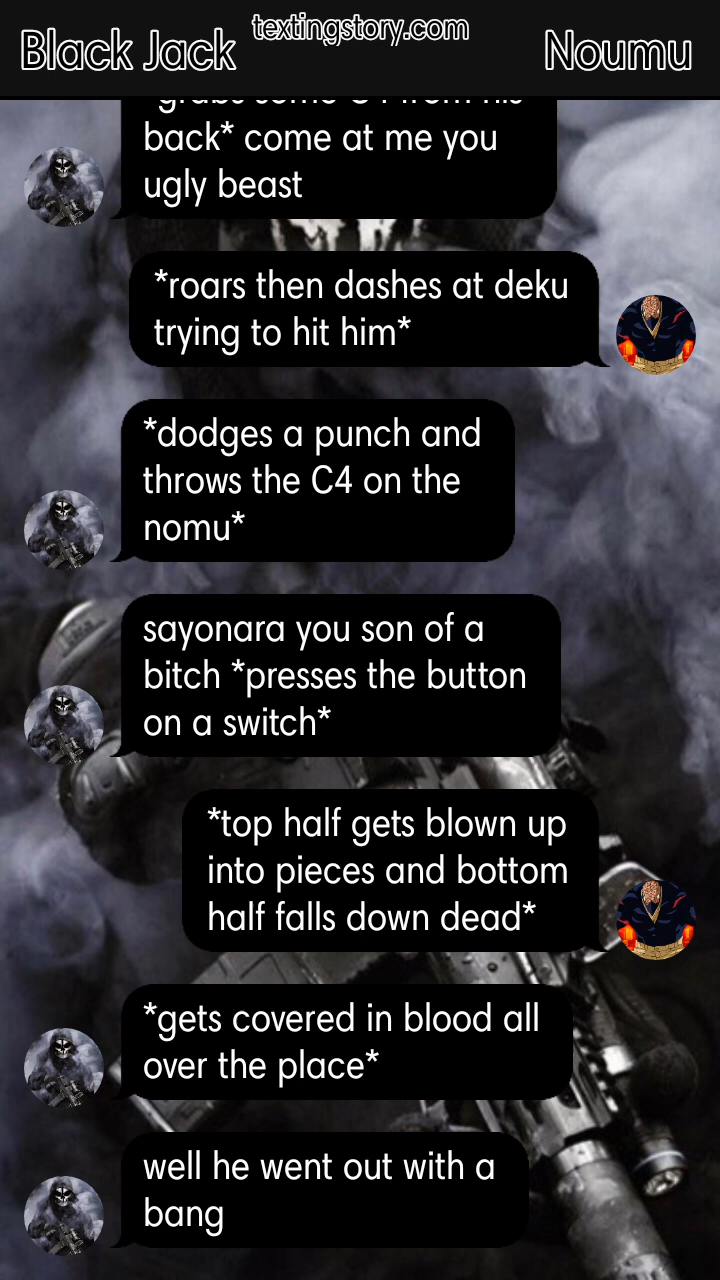 textingstory.com
Black Jack
Noumu
back* come at me you
ugly beast
*roars then dashes at deku
trying to hit him*
*dodges a punch and
throws the C4 on the
nomu*
sayonara you son of a
bitch *presses the button
on a switch*
*top half gets blown up
into pieces and bottom
half falls down dead*
*gets covered in blood all
over the place*
well he went out with a
bang